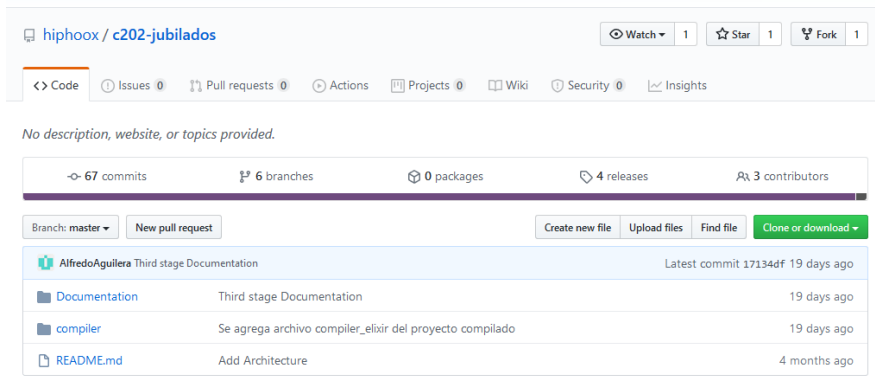 hiphoox / c202-jubilados
Watch 1 Star 1 Fork 1
Code Issues 0 Pull requests 0 Actions Projects 0 Wiki Security 0 Insights
No description, website, or topics provided.
67 commits 6 branches 0 packages 4 releases 3 contributors
Branch: master New pull request Create new file Upload files Find file Clone or download
AlfredoAguilera Third stage Documentation Latest commit 17134df 19 days ago
Documentation Third stage Documentation 19 days ago
compiler Se agrega archivo compiler_elixir del proyecto compilado 19 days ago
README.md Add Architecture 4 months ago